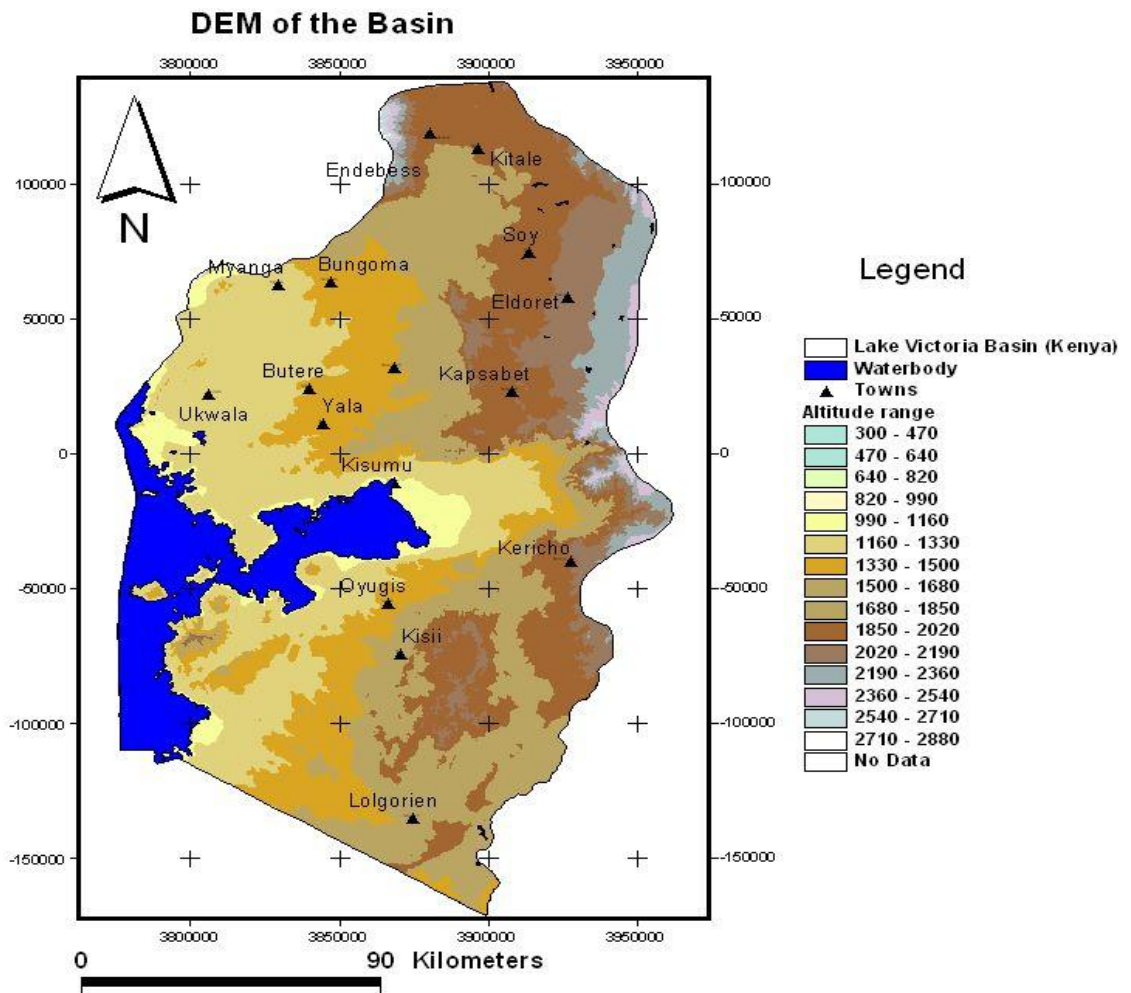 DEM of the Basin
3800000 3850000 3900000 3950000
N
Endebess
Kitale
100000 100000
Soy
Myanga
Bungoma
Eldoret
50000 50000
Butere
Kapsabet
Ukwala
Yala
0 0
Kisumu
Kericho
-50000 -50000
Oyugis
Kisii
-100000 -100000
Lolgorien
-150000 -150000
3800000 3850000 3900000 3950000
0 90 Kilometers
Legend
Lake Victoria Basin (Kenya)
Waterbody
Towns
Altitude range
300 - 470
470 - 640
640 - 820
820 - 990
990 - 1160
1160 - 1330
1330 - 1500
1500 - 1680
1680 - 1850
1850 - 2020
2020 - 2190
2190 - 2360
2360 - 2540
2540 - 2710
2710 - 2880
No Data